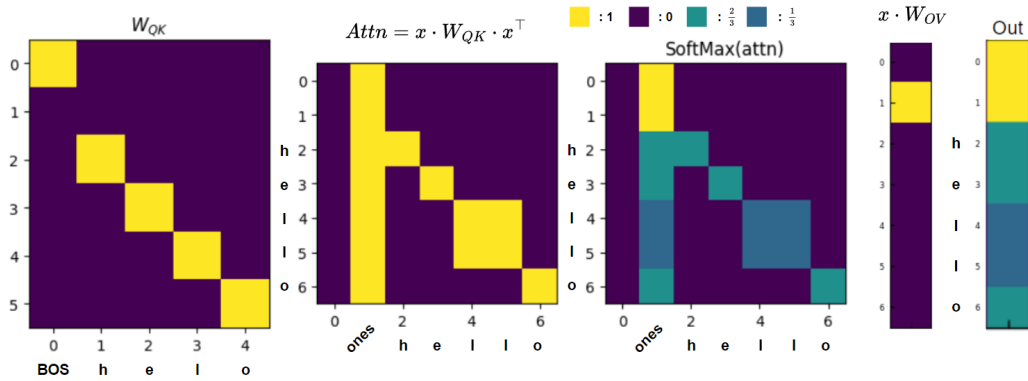 W_QK
0
1
2
3
4
5
0 1 2 3 4
BOS h e l o
Attn = x · W_QK · x^⊤
0
1
h 2
e 3
l 4
l 5
o 6
0 2 4 6
ones h e l l o
: 1 : 0 : 2/3 : 1/3
SoftMax(attn)
0
1
h 2
e 3
l 4
l 5
o 6
0 2 4 6
ones h e l l o
x · W_OV
0
1
2
3
4
5
6
Out
0
1
h 2
e 3
l 4
l 5
o 6